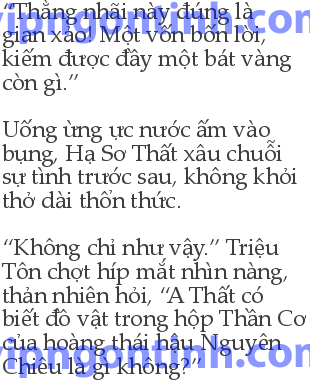 “Thằng nhãi này đúng là
gian xảo! Một vốn bốn lời,
kiếm được đầy một bát vàng
còn gì.”
Uống ừng ực nước ấm vào
bụng, Hạ Sơ Thất xâu chuỗi
sự tình trước sau, không khỏi
thở dài thổn thức.
“Không chỉ như vậy.” Triệu
Tôn chợt híp mắt nhìn nàng,
thản nhiên hỏi, “A Thất có
biết đồ vật trong hộp Thần Cơ
của hoàng thái hậu Nguyên
Chiêu là gì không?”
vipngontinh.com
vipngontinh.com